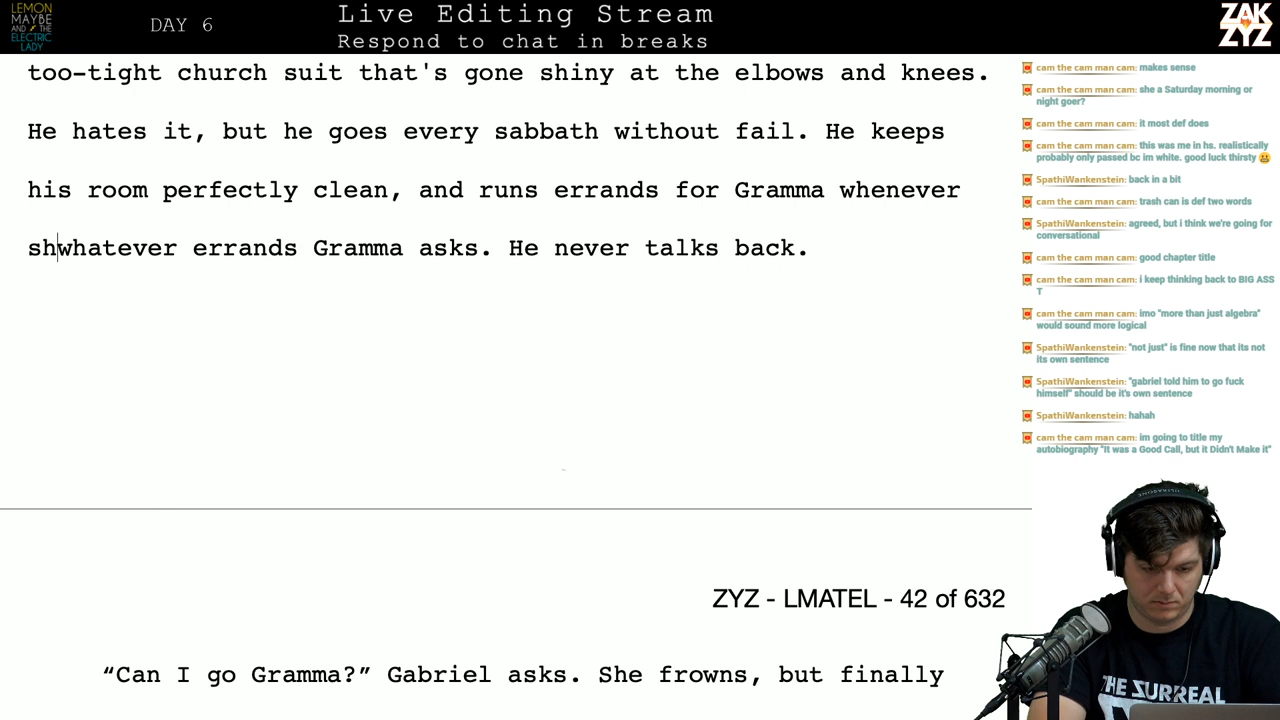 LEMON
MAYBE
AND THE
ELECTRIC
LADY
DAY 6
Live Editing Stream
Respond to chat in breaks
ZAK
ZYZ
too-tight church suit that's gone shiny at the elbows and knees.
He hates it, but he goes every sabbath without fail. He keeps
his room perfectly clean, and runs errands for Gramma whenever
shwhatever errands Gramma asks. He never talks back.
ZYZ - LMATEL - 42 of 632
“Can I go Gramma?” Gabriel asks. She frowns, but finally
cam the cam man cam: makes sense
cam the cam man cam: she a Saturday morning or
night goer?
cam the cam man cam: it most def does
cam the cam man cam: this was me in hs. realistically
probably only passed bc im white. good luck thirsty 😃
SpathiWankenstein: back in a bit
cam the cam man cam: trash can is def two words
SpathiWankenstein: agreed, but i think we're going for
conversational
cam the cam man cam: good chapter title
cam the cam man cam: i keep thinking back to BIG ASS
T
cam the cam man cam: imo "more than just algebra"
would sound more logical
SpathiWankenstein: "not just" is fine now that its not
its own sentence
SpathiWankenstein: "gabriel told him to go fuck
himself" should be it's own sentence
SpathiWankenstein: hahah
cam the cam man cam: im going to title my
autobiography "It was a Good Call, but it Didn't Make it"
THE SURREAL